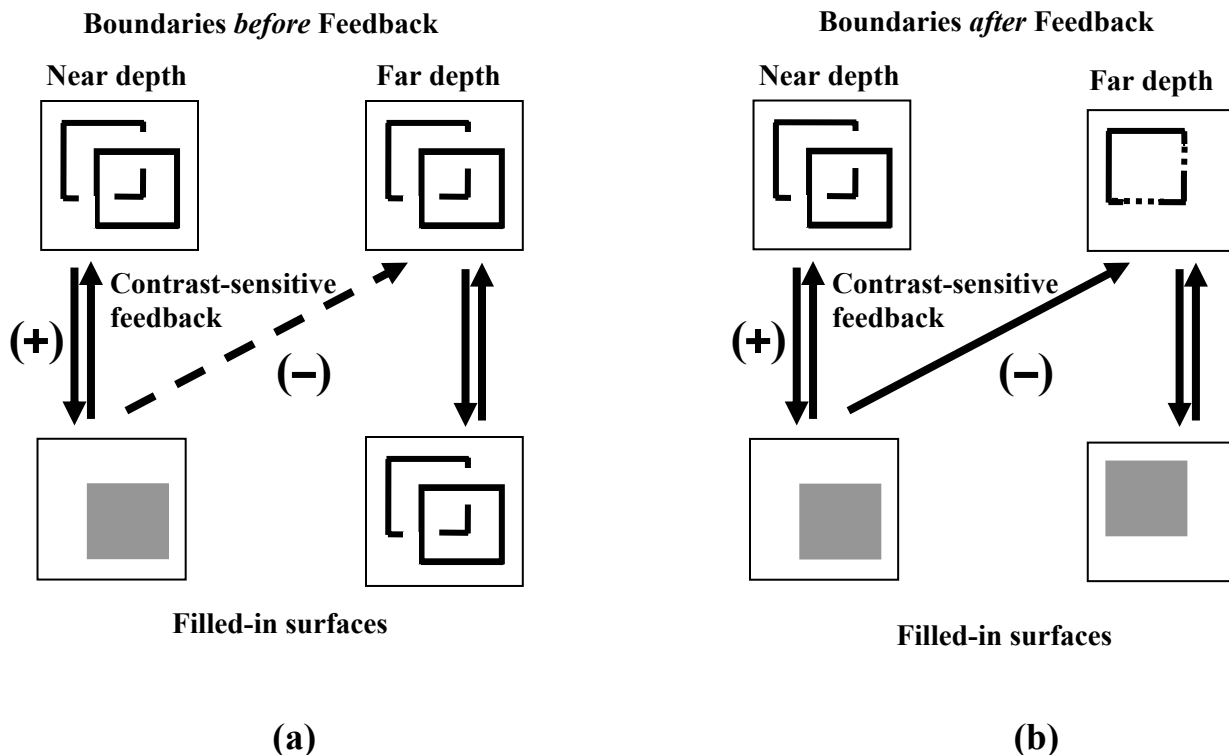 Boundaries before Feedback
Near depth Far depth
Contrast-sensitive
feedback
(+)
(−)
Filled-in surfaces
(a)
Boundaries after Feedback
Near depth Far depth
Contrast-sensitive
feedback
(+)
(−)
Filled-in surfaces
(b)